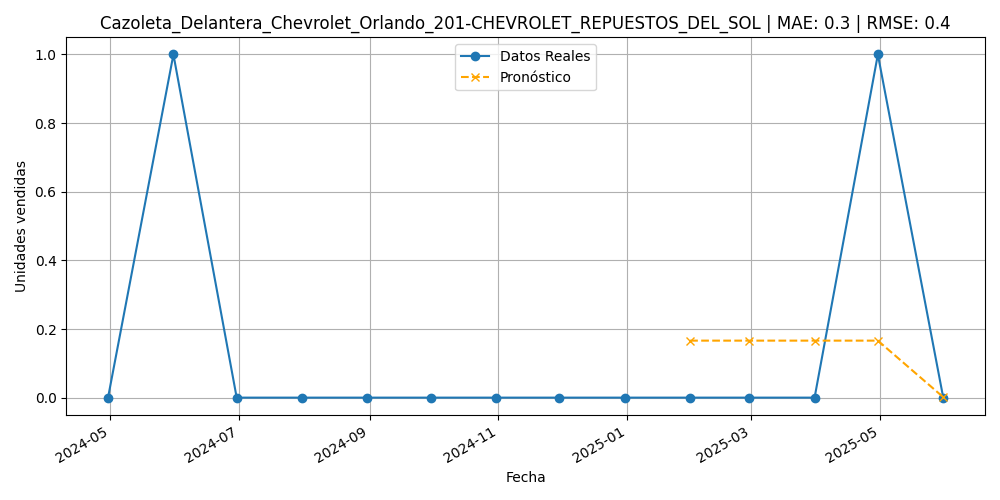 Cazoleta_Delantera_Chevrolet_Orlando_201-CHEVROLET_REPUESTOS_DEL_SOL | MAE: 0.3 | RMSE: 0.4
Datos Reales
Pronóstico
Unidades vendidas
1.0
0.8
0.6
0.4
0.2
0.0
2024-05
2024-07
2024-09
2024-11
2025-01
2025-03
2025-05
Fecha